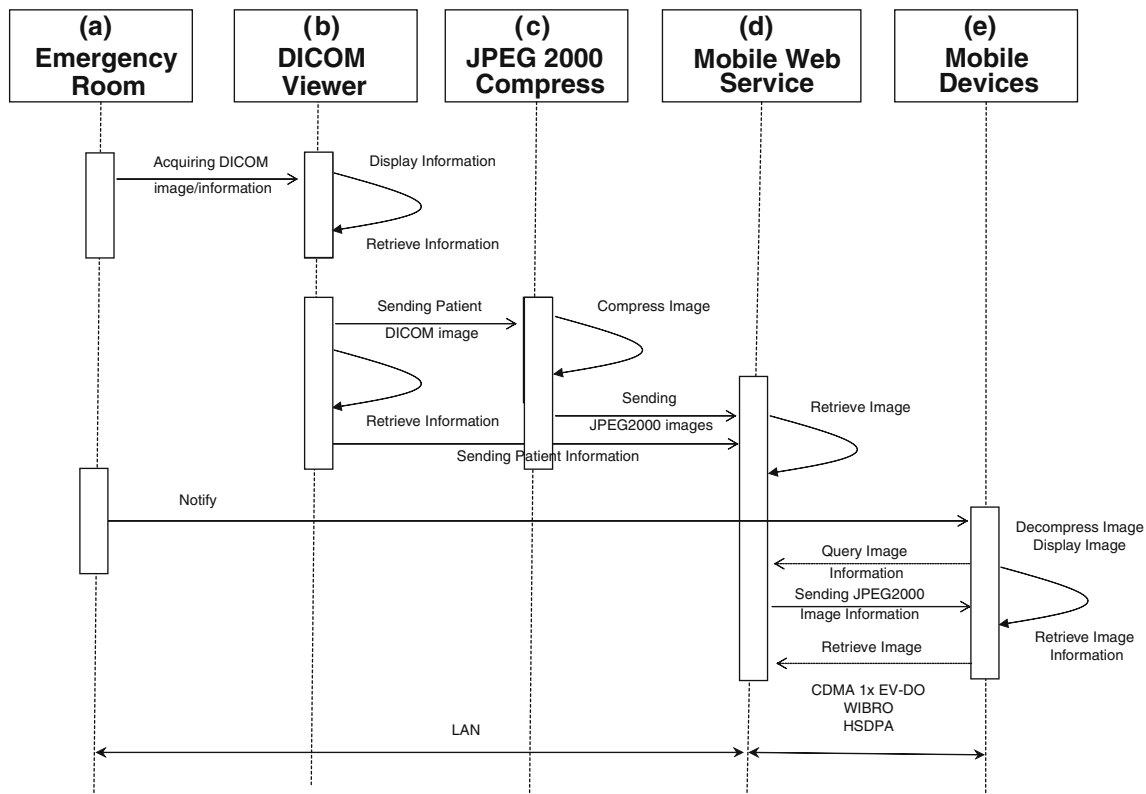 (a)
Emergency
Room
(b)
DICOM
Viewer
(c)
JPEG 2000
Compress
(d)
Mobile Web
Service
(e)
Mobile
Devices
Acquiring DICOM
image/information
Display Information
Retrieve Information
Sending Patient
DICOM image
Compress Image
Retrieve Information
Sending
JPEG2000 images
Retrieve Image
Sending Patient Information
Notify
Decompress Image
Display Image
Query Image
Information
Sending JPEG2000
Image Information
Retrieve Image
Information
Retrieve Image
CDMA 1x EV-DO
WIBRO
HSDPA
LAN